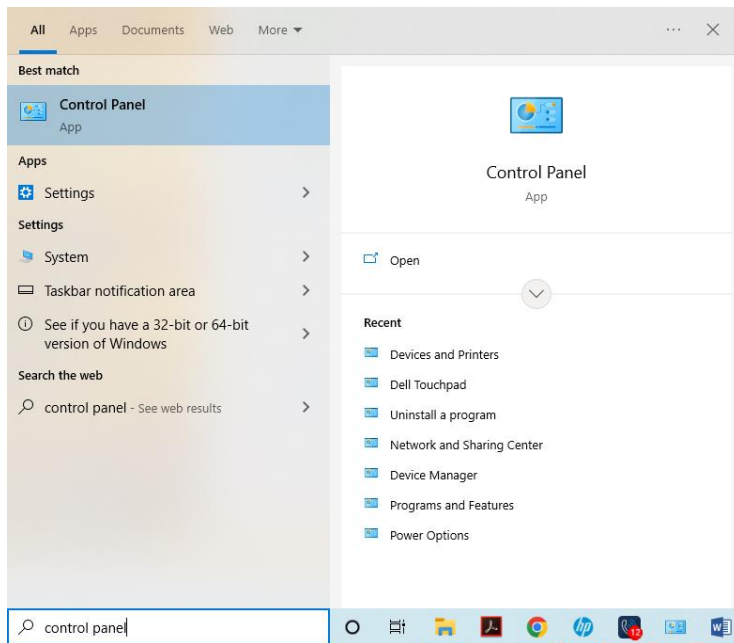 All Apps Documents Web More
Best match
Control Panel
App
Apps
Settings
Settings
System
Taskbar notification area
See if you have a 32-bit or 64-bit
version of Windows
Search the web
control panel - See web results
Control Panel
App
Open
Recent
Devices and Printers
Dell Touchpad
Uninstall a program
Network and Sharing Center
Device Manager
Programs and Features
Power Options
control panel
hp
12
W